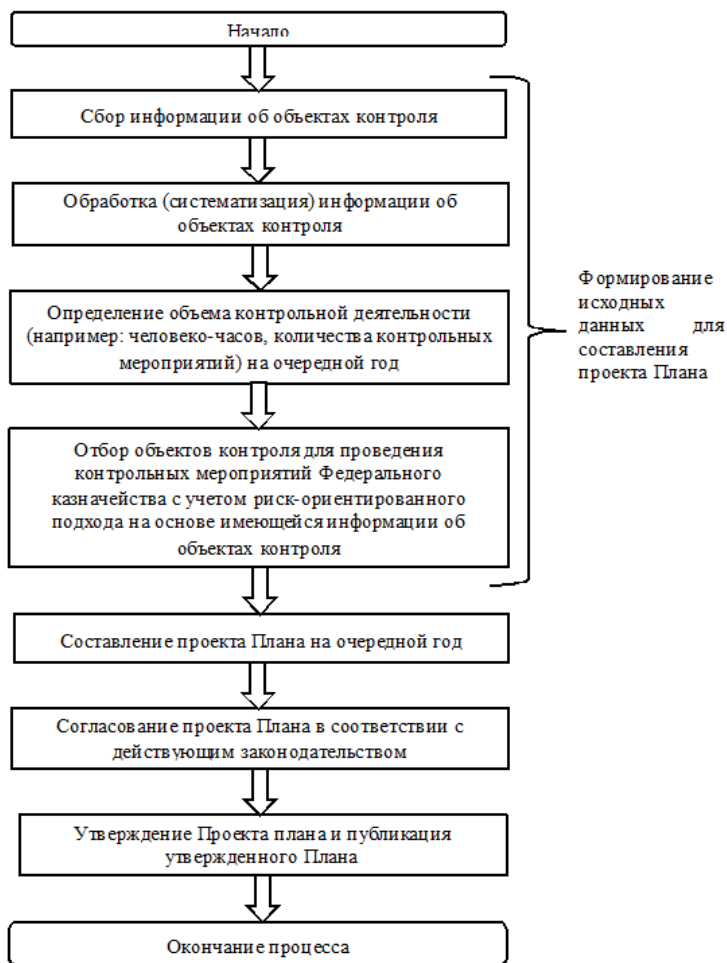 Начало
Сбор информации об объектах контроля
Обработка (систематизация) информации об
объектах контроля
Определение объема контрольной деятельности
(например: человеко-часов, количества контрольных
мероприятий) на очередной год
Отбор объектов контроля для проведения
контрольных мероприятий Федерального
казначейства с учетом риск-ориентированного
подхода на основе имеющейся информации об
объектах контроля
Формирование
исходных
данных для
составления
проекта Плана
Составление проекта Плана на очередной год
Согласование проекта Плана в соответствии с
действующим законодательством
Утверждение Проекта плана и публикация
утвержденного Плана
Окончание процесса